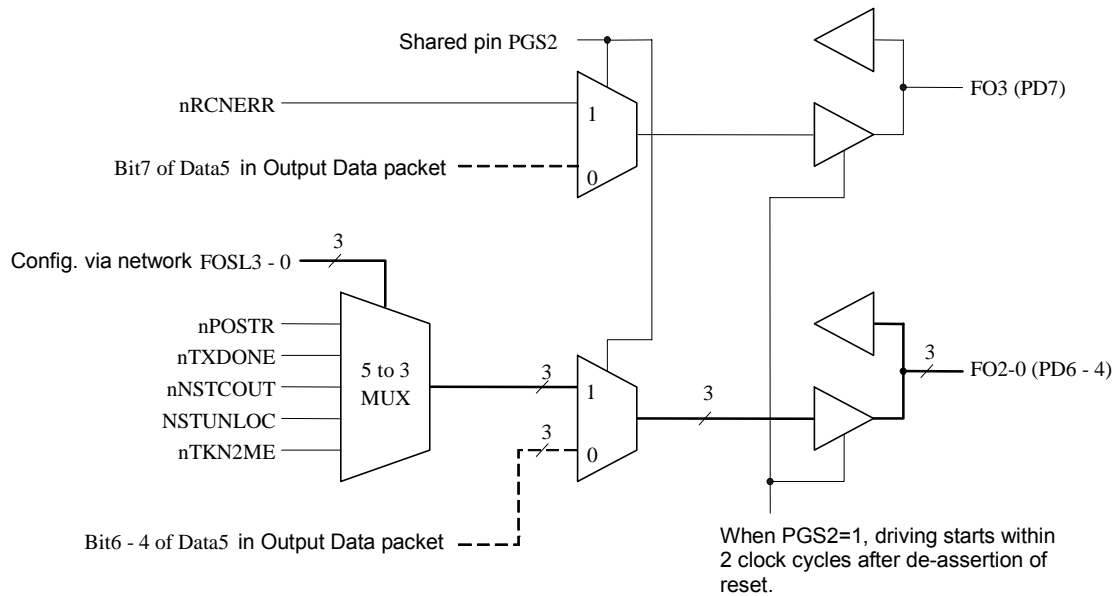 Shared pin PGS2
nRCNERR
1
FO3 (PD7)
Bit7 of Data5 in Output Data packet
0
3
Config. via network FOSL3 - 0
nPOSTR
nTXDONE
nNSTCOUT
NSTUNLOC
nTKN2ME
5 to 3
MUX
3
1
3
3
FO2-0 (PD6 - 4)
3
0
Bit6 - 4 of Data5 in Output Data packet
When PGS2=1, driving starts within
2 clock cycles after de-assertion of
reset.